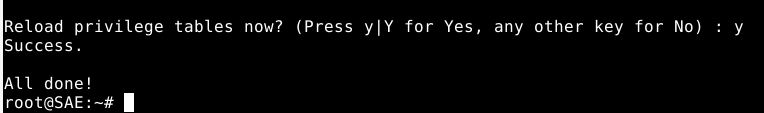 Reload privilege tables now? (Press y|Y for Yes, any other key for No) : y
Success.
All done!
root@SAE:~#